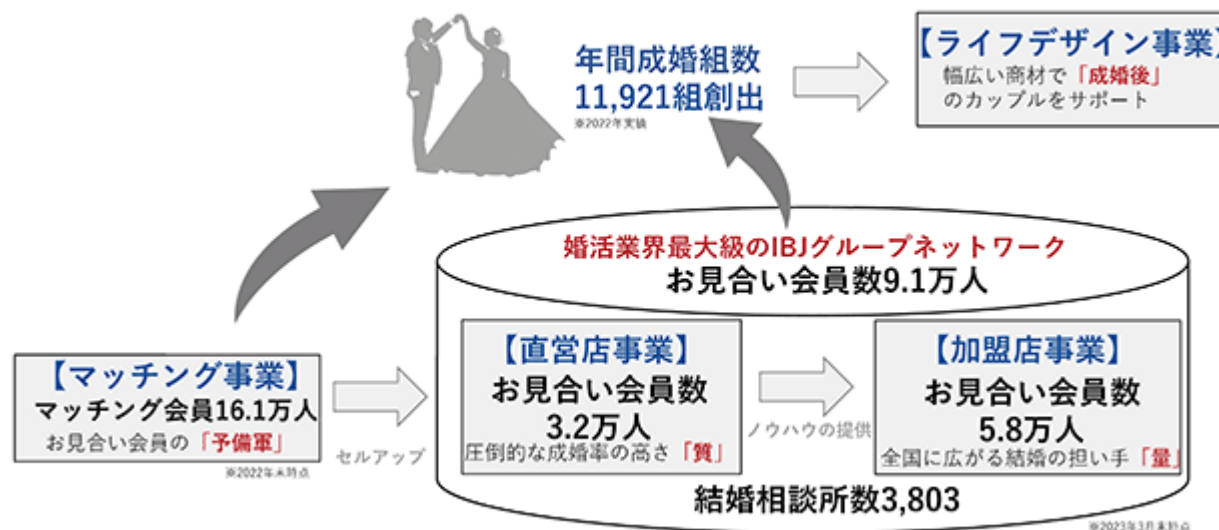 年間成婚組数
11,921組創出
※2022年実績
【ライフデザイン事業】
幅広い商材で「成婚後」
のカップルをサポート
婚活業界最大級のIBJグループネットワーク
お見合い会員数9.1万人
【マッチング事業】
マッチング会員16.1万人
お見合い会員の「予備軍」
※2022年末時点
セルアップ
【直営店事業】
お見合い会員数
3.2万人
圧倒的な成婚率の高さ「質」
ノウハウの提供
【加盟店事業】
お見合い会員数
5.8万人
全国に広がる結婚の担い手「量」
結婚相談所数3,803
※2023年3月末時点